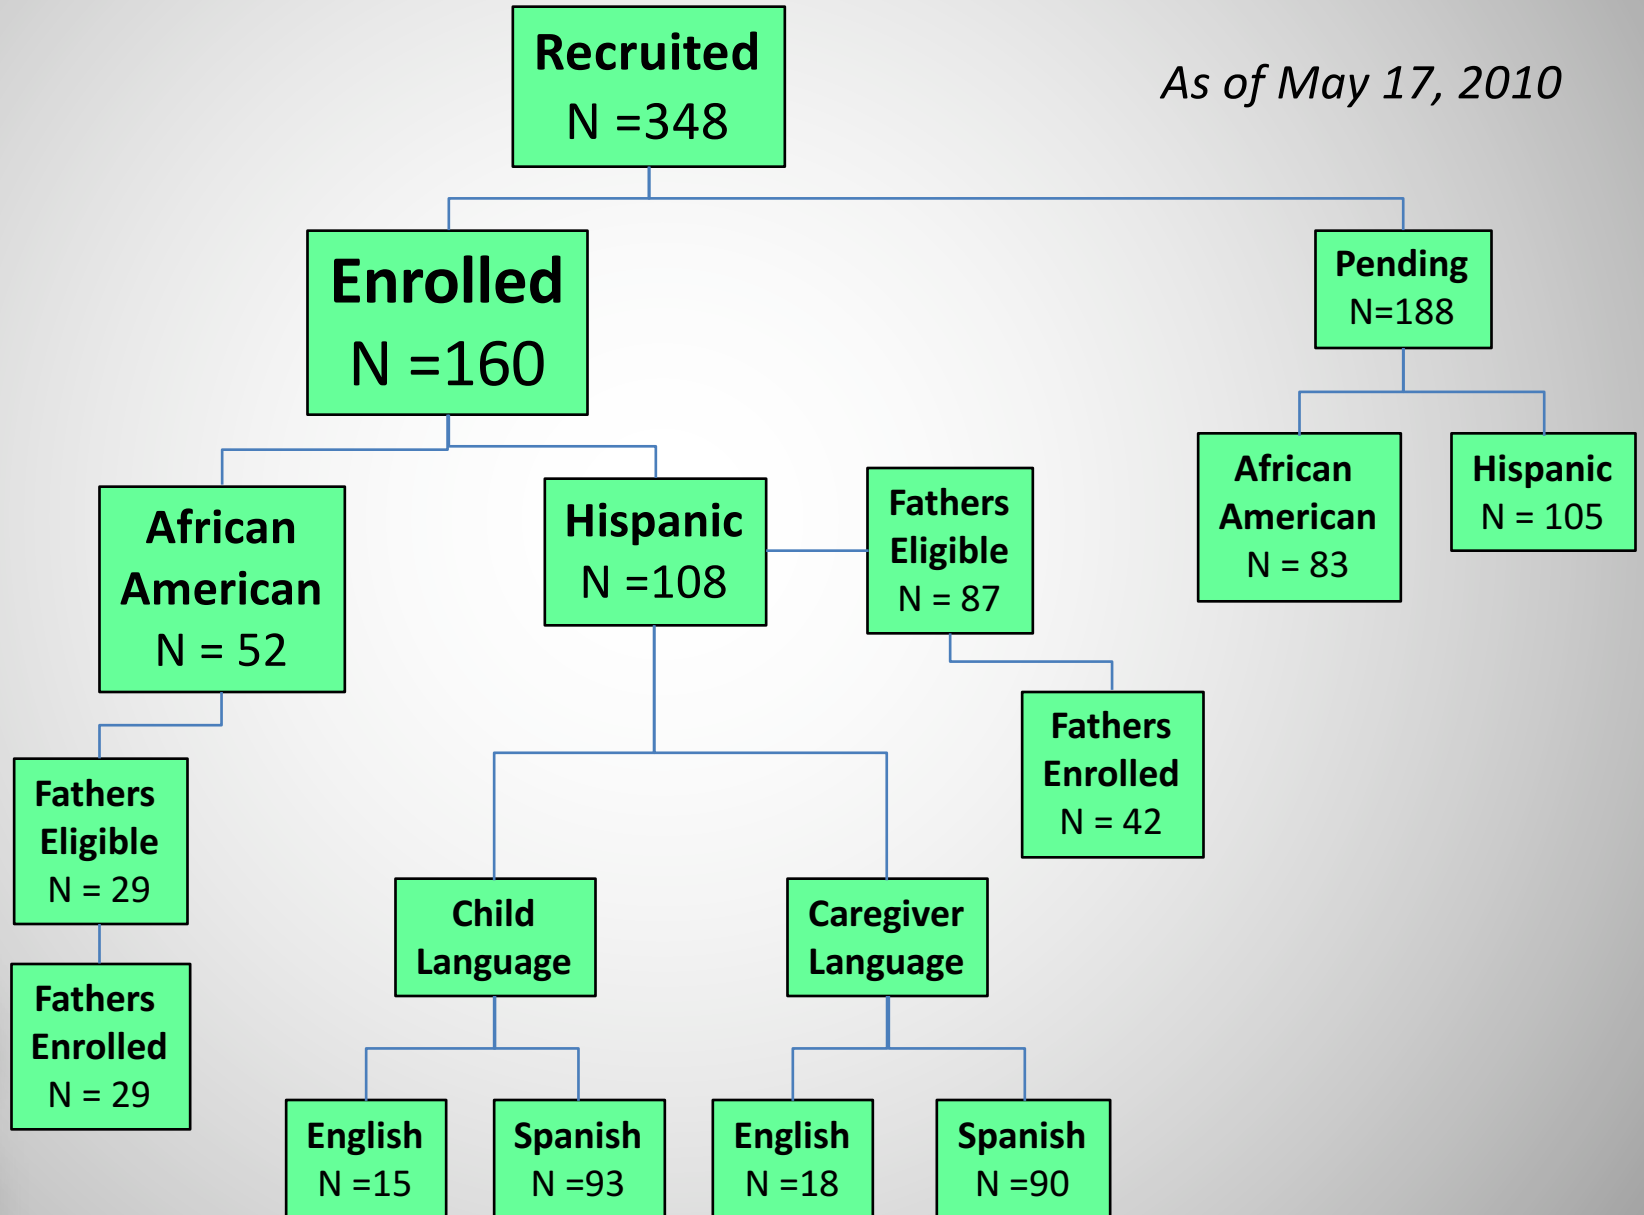 Recruited
N =348
As of May 17, 2010
Enrolled
N =160
Pending
N=188
African
American
N = 52
Hispanic
N =108
Fathers
Eligible
N = 87
African
American
N = 83
Hispanic
N = 105
Fathers
Enrolled
N = 42
Fathers
Eligible
N = 29
Fathers
Enrolled
N = 29
Child
Language
Caregiver
Language
English
N =15
Spanish
N =93
English
N =18
Spanish
N =90